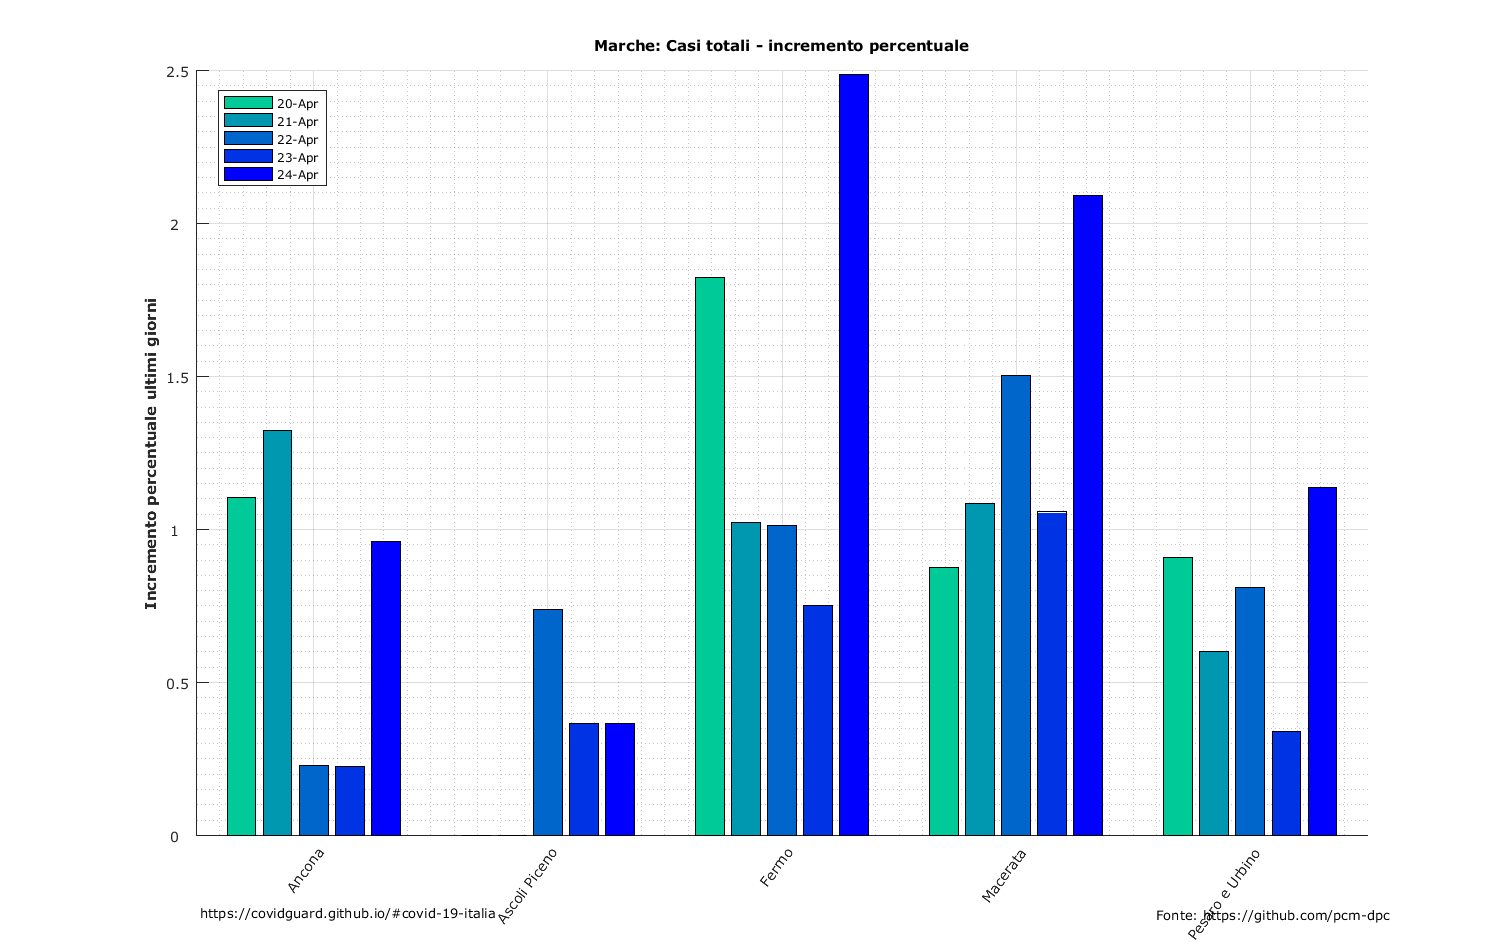 Marche: Casi totali - incremento percentuale
2.5
2
1.5
1
0.5
0
Incremento percentuale ultimi giorni
20-Apr
21-Apr
22-Apr
23-Apr
24-Apr
Ancona
Ascoli Piceno
Fermo
Macerata
Pesaro e Urbino
https://covidguard.github.io/#covid-19-italia
Fonte: https://github.com/pcm-dpc